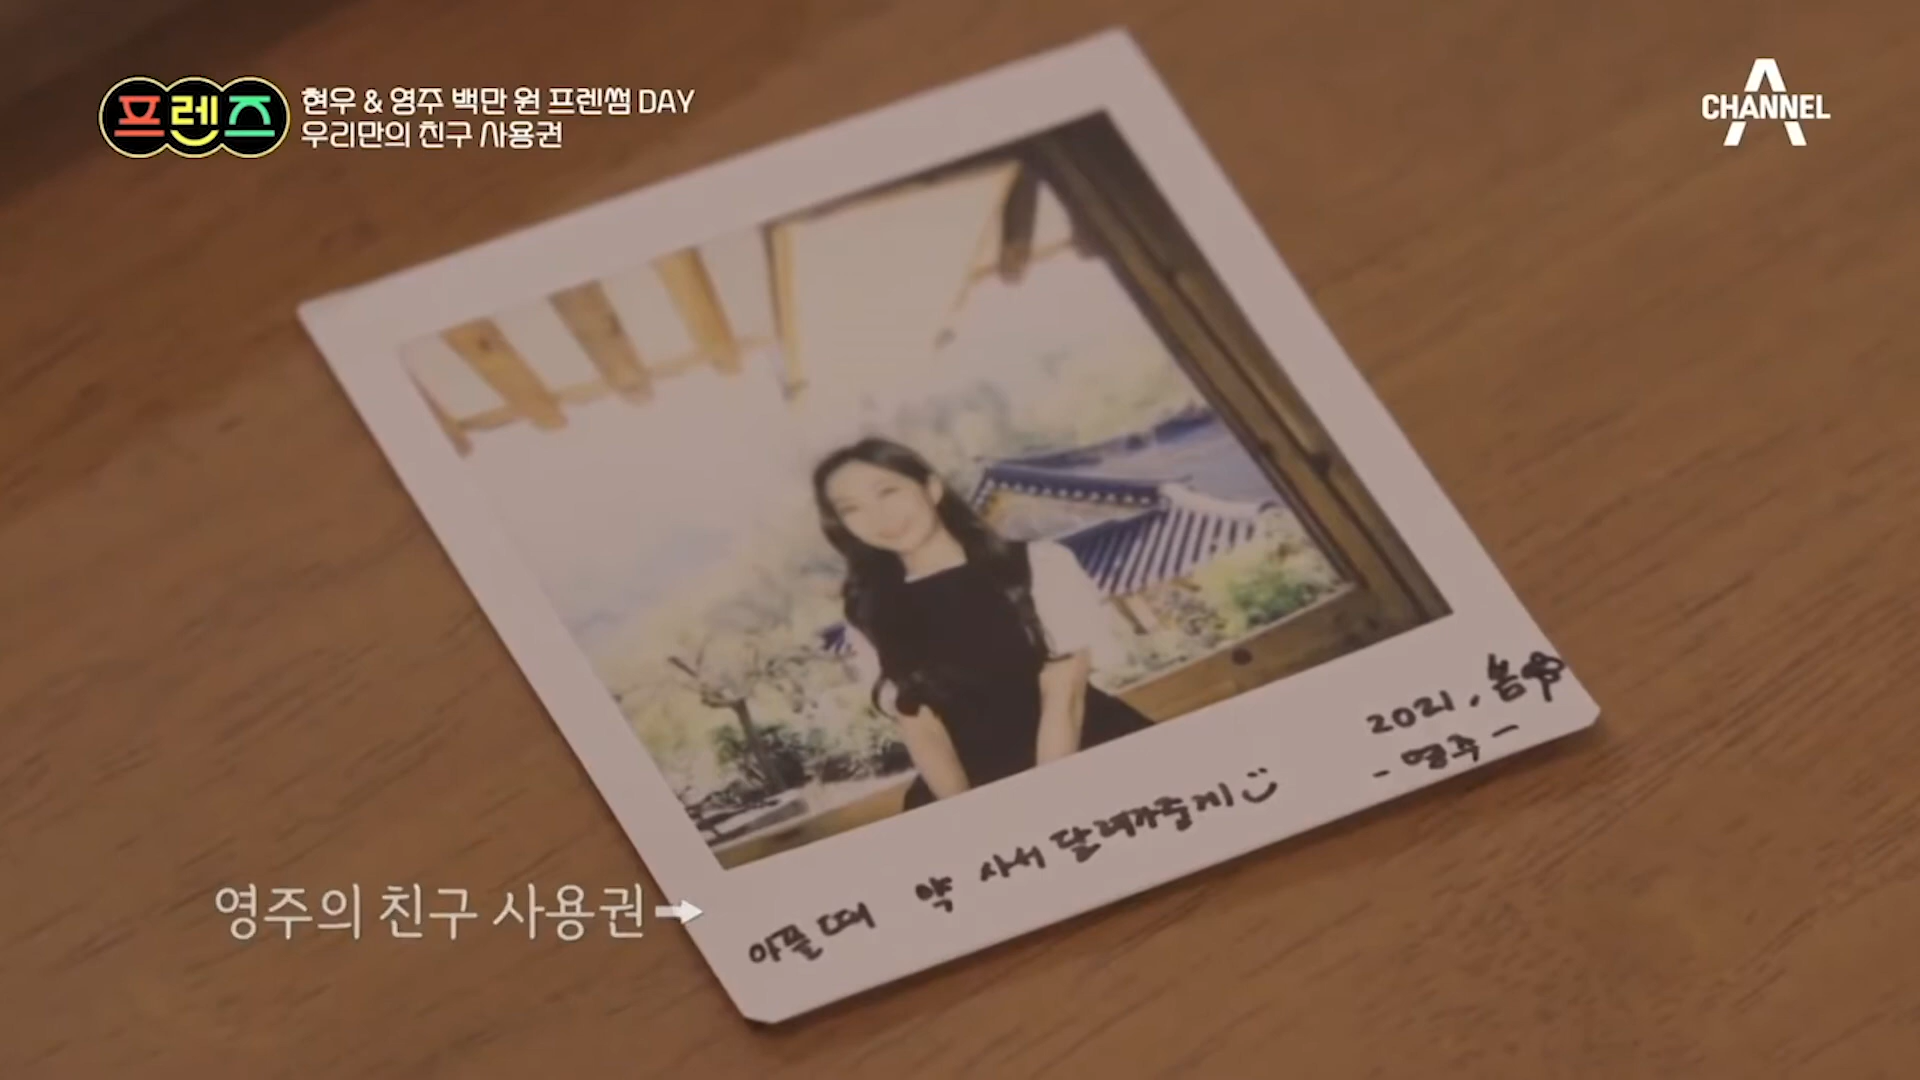 프렌즈
현우 & 영주 백만 원 프렌썸 DAY
우리만의 친구 사용권
CHANNEL A
2021. 봄
- 영주 -
아플때 약 사서 달려가줄게
영주의 친구 사용권